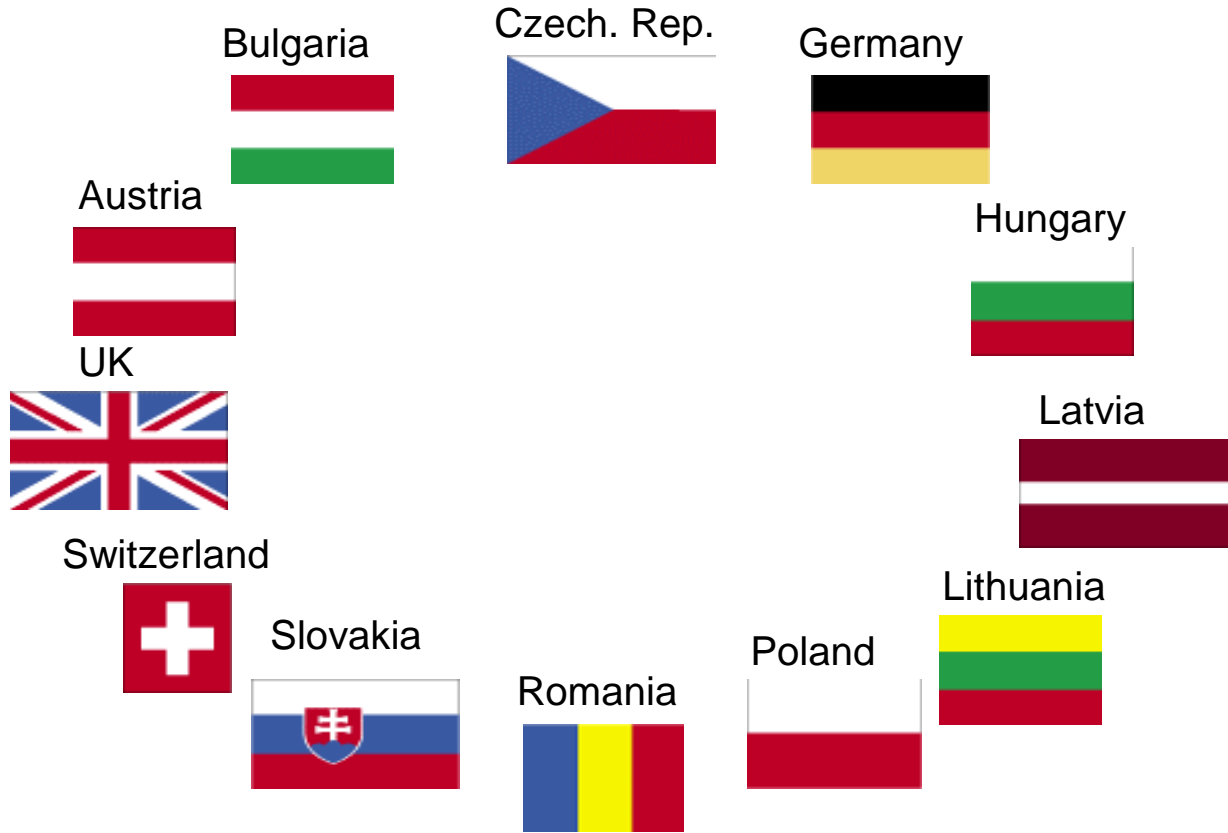 Czech. Rep.
Bulgaria
Germany
Austria
Hungary
UK
Latvia
Switzerland
Lithuania
Slovakia
Poland
Romania